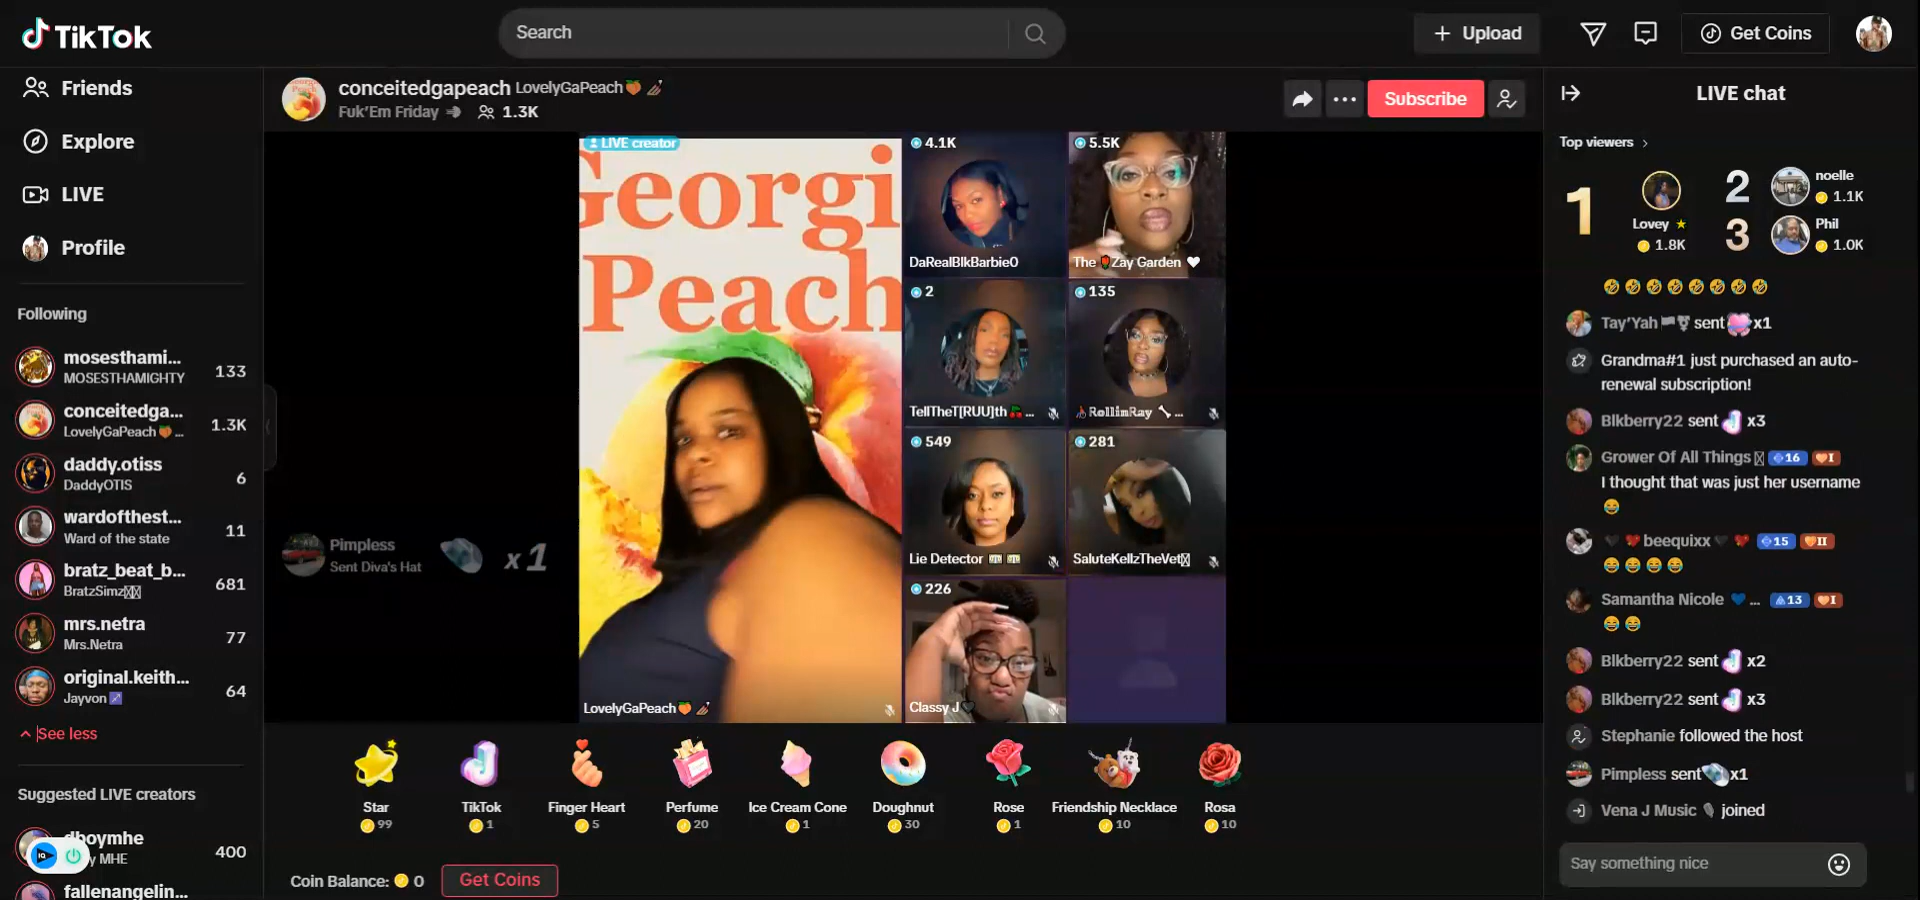 TikTok
Search
Upload
Get Coins
Friends
Explore
LIVE
Profile
Following
mosesthami...
MOSESTHAMIGHTY
133
conceitedga...
LovelyGaPeach🍑...
1.3K
daddy.otiss
DaddyOTIS
6
wardofthest...
Ward of the state
11
bratz_beat_b...
BratzSimz
681
mrs.netra
Mrs.Netra
77
original.keith...
Jayvon
64
See less
Suggested LIVE creators
dboymhe
y MHE
400
fallenangelin...
conceitedgapeach LovelyGaPeach🍑💅🏾
Fuk'Em Friday 💨 1.3K
Subscribe
LIVE creator
Georgi
Peach
LovelyGaPeach🍑💅🏾
4.1K
DaRealBlkBarbie0
5.5K
The 🌹Zay Garden 🤍
2
TellTheT[RUU]th🍒...
135
RollinRay 🦴...
549
Lie Detector
281
SaluteKellzTheVet
226
Classy J🖤
Pimpless
Sent Diva's Hat
x1
Star
99
TikTok
1
Finger Heart
5
Perfume
20
Ice Cream Cone
1
Doughnut
30
Rose
1
Friendship Necklace
10
Rosa
10
Coin Balance: 0
Get Coins
LIVE chat
Top viewers >
1
Lovey ⭐
1.8K
2
noelle
1.1K
3
Phil
1.0K
🤣🤣🤣🤣🤣🤣🤣🤣
Tay'Yah sent x1
Grandma#1 just purchased an auto-
renewal subscription!
Blkberry22 sent x3
Grower Of All Things 16 I
I thought that was just her username
😂
🖤 💖 beequixx 🖤 💖 15 II
😂😂😂😂
Samantha Nicole 💙 ... 13 I
😂😂
Blkberry22 sent x2
Blkberry22 sent x3
Stephanie followed the host
Pimpless sent x1
Vena J Music joined
Say something nice